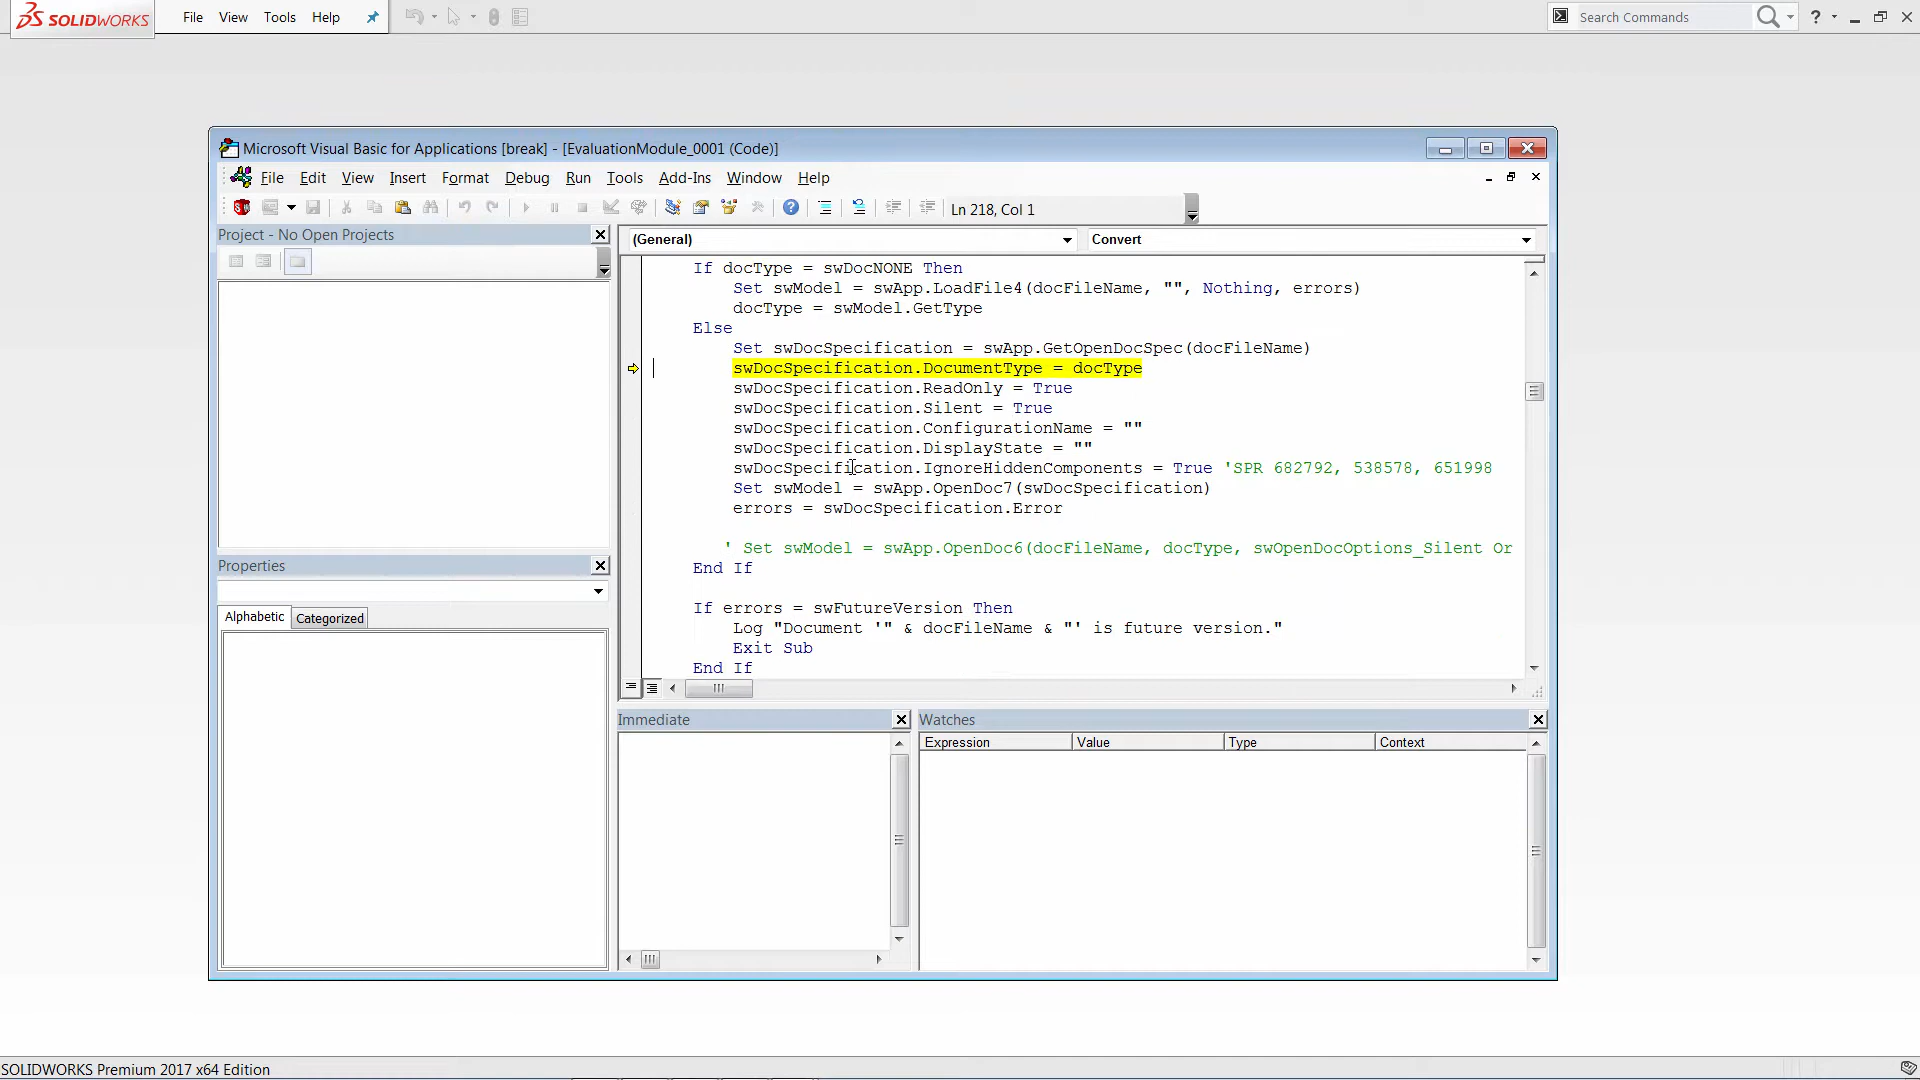 SOLIDWORKS
File View Tools Help
Search Commands
?
Microsoft Visual Basic for Applications [break] - [EvaluationModule_0001 (Code)]
File Edit View Insert Format Debug Run Tools Add-Ins Window Help
Ln 218, Col 1
Project - No Open Projects
(General)
Convert
If docType = swDocNONE Then
Set swModel = swApp.LoadFile4(docFileName, "", Nothing, errors)
docType = swModel.GetType
Else
Set swDocSpecification = swApp.GetOpenDocSpec(docFileName)
swDocSpecification.DocumentType = docType
swDocSpecification.ReadOnly = True
swDocSpecification.Silent = True
swDocSpecification.ConfigurationName = ""
swDocSpecification.DisplayState = ""
swDocSpecification.IgnoreHiddenComponents = True 'SPR 682792, 538578, 651998
Set swModel = swApp.OpenDoc7(swDocSpecification)
errors = swDocSpecification.Error
' Set swModel = swApp.OpenDoc6(docFileName, docType, swOpenDocOptions_Silent Or
End If
If errors = swFutureVersion Then
Log "Document '" & docFileName & "' is future version."
Exit Sub
End If
Properties
Alphabetic Categorized
Immediate
Watches
Expression Value Type Context
SOLIDWORKS Premium 2017 x64 Edition